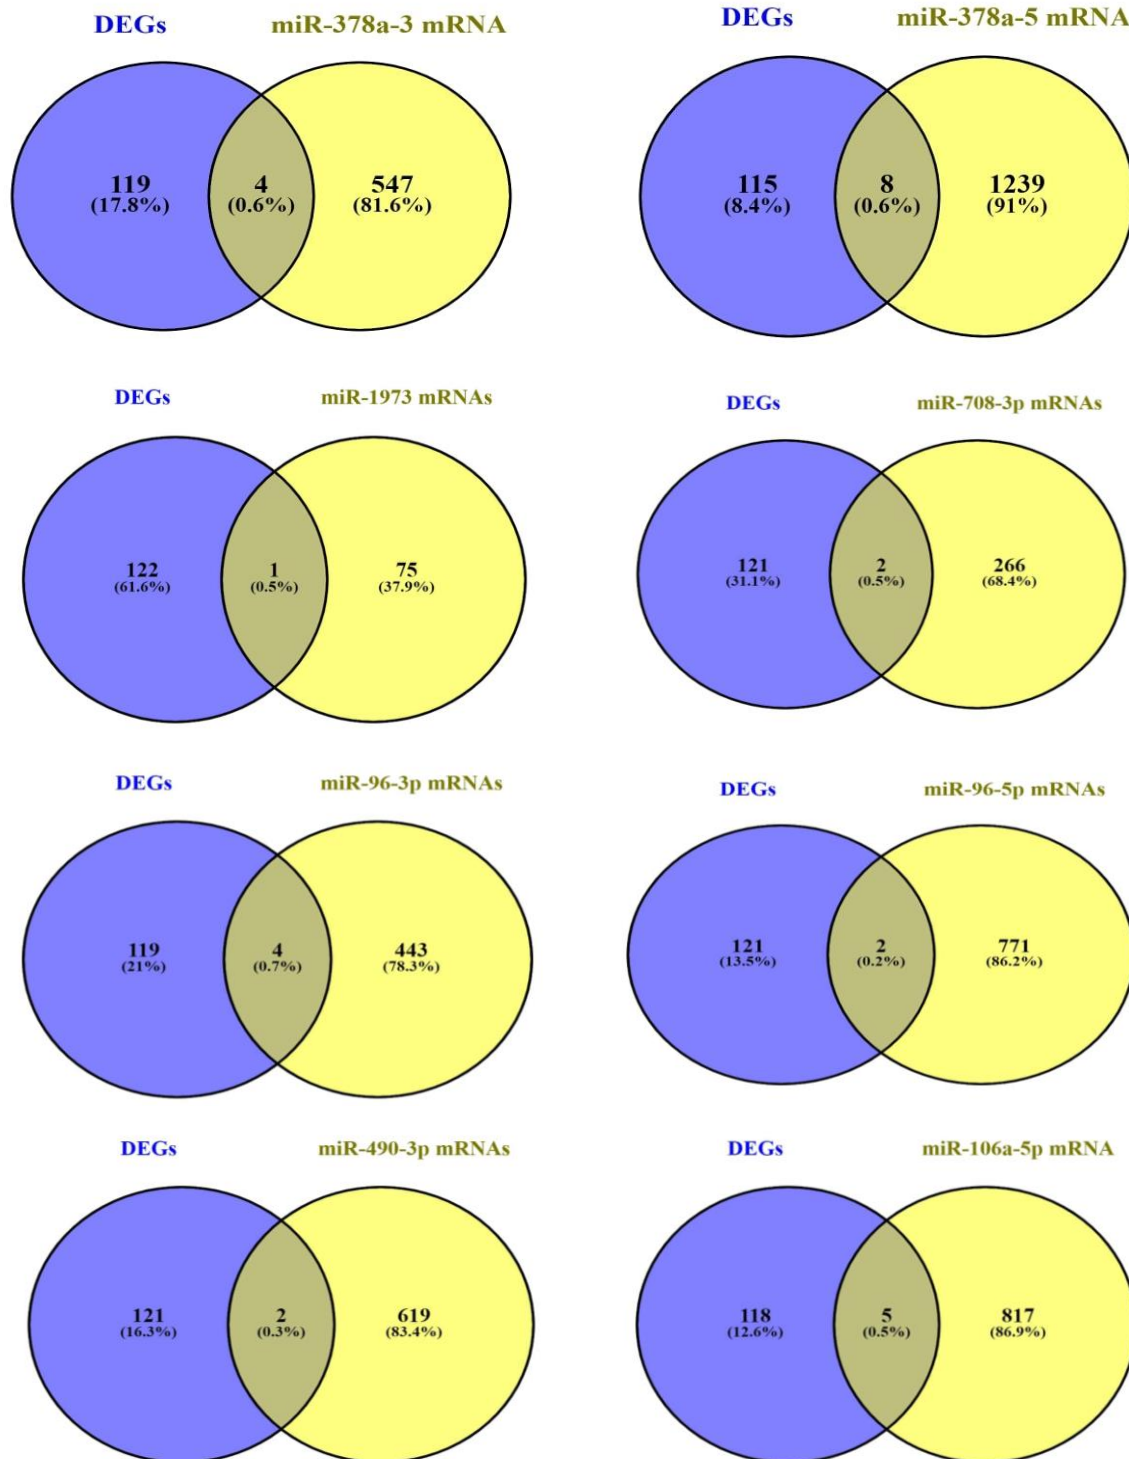 DEGs miR-378a-3 mRNA
119 4 547
(17.8%) (0.6%) (81.6%)
DEGs miR-378a-5 mRNA
115 8 1239
(8.4%) (0.6%) (91%)
DEGs miR-1973 mRNAs
122 1 75
(61.6%) (0.5%) (37.9%)
DEGs miR-708-3p mRNAs
121 2 266
(31.1%) (0.5%) (68.4%)
DEGs miR-96-3p mRNAs
119 4 443
(21%) (0.7%) (78.3%)
DEGs miR-96-5p mRNAs
121 2 771
(13.5%) (0.2%) (86.2%)
DEGs miR-490-3p mRNAs
121 2 619
(16.3%) (0.3%) (83.4%)
DEGs miR-106a-5p mRNA
118 5 817
(12.6%) (0.5%) (86.9%)